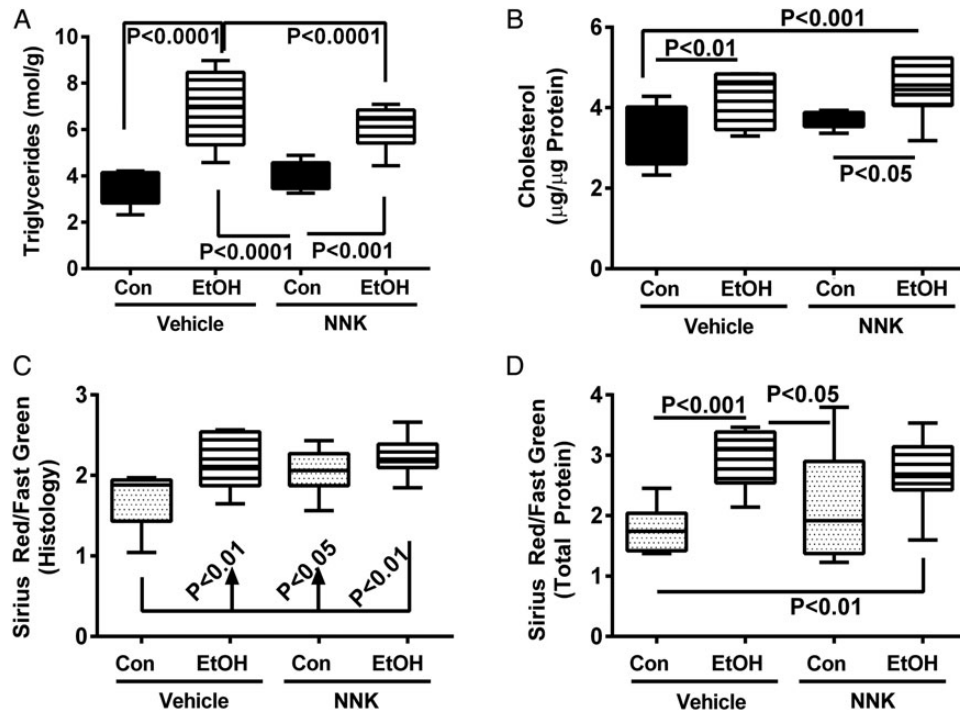 A
P<0.0001
P<0.0001
10
8
6
4
2
0
Triglycerides (mol/g)
P<0.0001
P<0.001
Con
EtOH
Con
EtOH
Vehicle
NNK
B
P<0.001
P<0.01
6
4
2
0
Cholesterol
(μg/μg Protein)
P<0.05
Con
EtOH
Con
EtOH
Vehicle
NNK
C
3
2
1
0
Sirius Red/Fast Green
(Histology)
P<0.01
P<0.05
P<0.01
Con
EtOH
Con
EtOH
Vehicle
NNK
D
P<0.001
P<0.05
4
3
2
1
0
Sirius Red/Fast Green
(Total Protein)
P<0.01
Con
EtOH
Con
EtOH
Vehicle
NNK